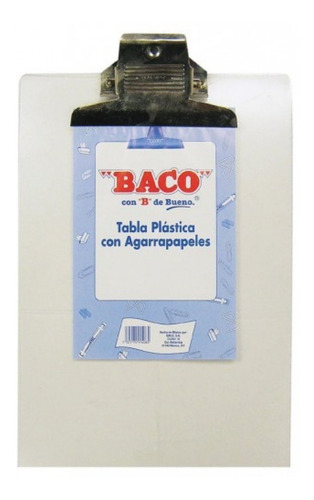 "BACO"
con "B" de Bueno.®
Tabla Plástica
con Agarrapapeles